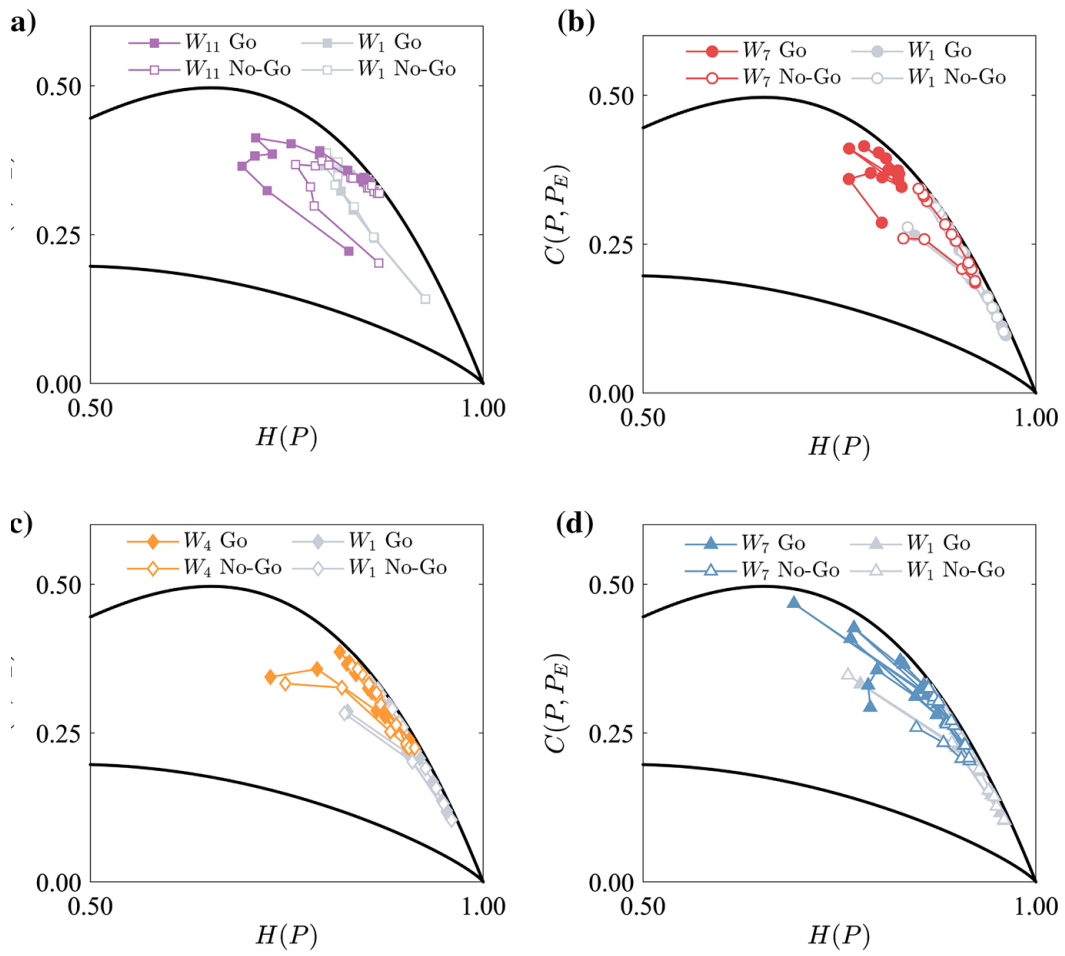 a)
W11 Go W1 Go
W11 No-Go W1 No-Go
0.50
0.25
0.00
0.50 1.00
H(P)
(b)
W7 Go W1 Go
W7 No-Go W1 No-Go
C(P, PE)
0.50
0.25
0.00
0.50 1.00
H(P)
c)
W4 Go W1 Go
W4 No-Go W1 No-Go
0.50
0.25
0.00
0.50 1.00
H(P)
(d)
W7 Go W1 Go
W7 No-Go W1 No-Go
C(P, PE)
0.50
0.25
0.00
0.50 1.00
H(P)